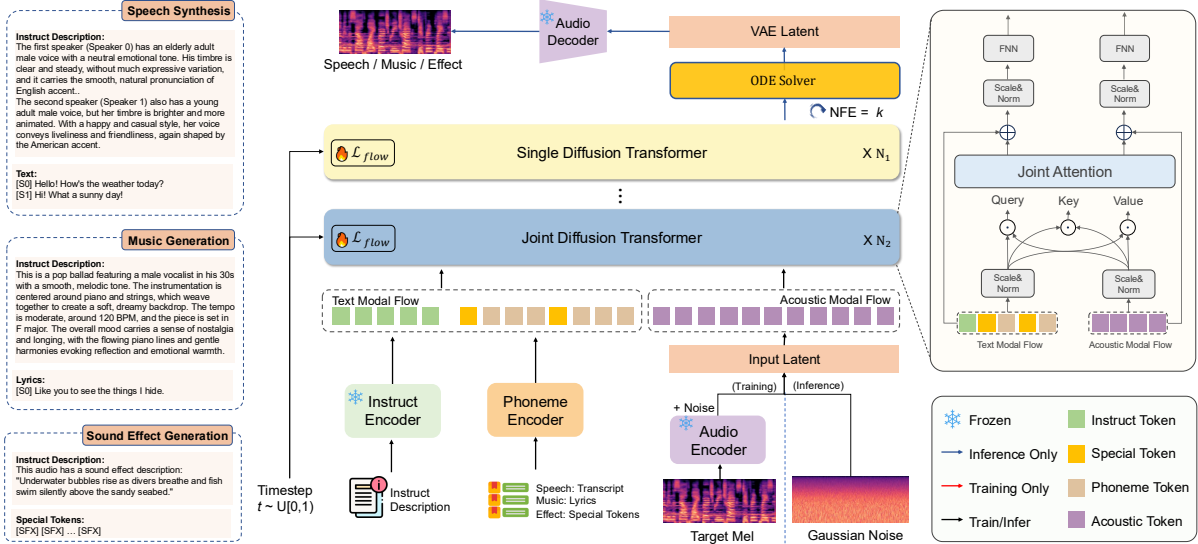 Speech Synthesis
Instruct Description:
The first speaker (Speaker 0) has an elderly adult
male voice with a neutral emotional tone. His timbre is
clear and steady, without much expressive variation,
and it carries the smooth, natural pronunciation of
English accent..
The second speaker (Speaker 1) also has a young
adult male voice, but her timbre is brighter and more
animated. With a happy and casual style, her voice
conveys liveliness and friendliness, again shaped by
the American accent.
Text:
[S0] Hello! How's the weather today?
[S1] Hi! What a sunny day!
Music Generation
Instruct Description:
This is a pop ballad featuring a male vocalist in his 30s
with a smooth, melodic tone. The instrumentation is
centered around piano and strings, which weave
together to create a soft, dreamy backdrop. The tempo
is moderate, around 120 BPM, and the piece is set in
F major. The overall mood carries a sense of nostalgia
and longing, with the flowing piano lines and gentle
harmonies evoking reflection and emotional warmth.
Lyrics:
[S0] Like you to see the things I hide.
Sound Effect Generation
Instruct Description:
This audio has a sound effect description:
"Underwater bubbles rise as divers breathe and fish
swim silently above the sandy seabed."
Special Tokens:
[SFX] [SFX] ... [SFX]
Speech / Music / Effect
Audio
Decoder
VAE Latent
ODE Solver
NFE = k
ℒ flow
Single Diffusion Transformer
X N₁
...
ℒ flow
Joint Diffusion Transformer
X N₂
Text Modal Flow
Acoustic Modal Flow
Input Latent
(Training)
(Inference)
+ Noise
Instruct
Encoder
Phoneme
Encoder
Audio
Encoder
Timestep
t ~ U[0,1)
Instruct
Description
Speech: Transcript
Music: Lyrics
Effect: Special Tokens
Target Mel
Gaussian Noise
FNN
FNN
Scale&
Norm
Scale&
Norm
Joint Attention
Query
Key
Value
Scale&
Norm
Scale&
Norm
Text Modal Flow
Acoustic Modal Flow
Frozen
Instruct Token
Inference Only
Special Token
Training Only
Phoneme Token
Train/Infer
Acoustic Token